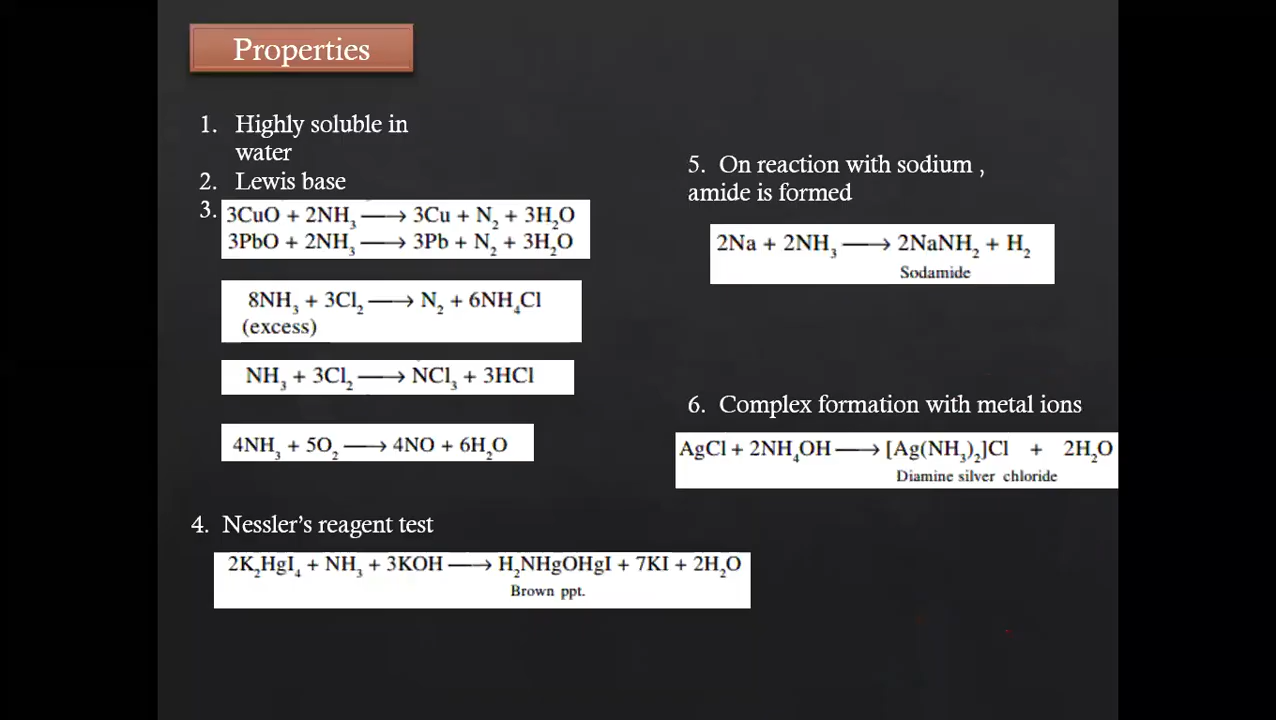 Properties
1. Highly soluble in
water
2. Lewis base
3.
3CuO + 2NH₃ ⟶ 3Cu + N₂ + 3H₂O
3PbO + 2NH₃ ⟶ 3Pb + N₂ + 3H₂O
8NH₃ + 3Cl₂ ⟶ N₂ + 6NH₄Cl
(excess)
NH₃ + 3Cl₂ ⟶ NCl₃ + 3HCl
4NH₃ + 5O₂ ⟶ 4NO + 6H₂O
4. Nessler’s reagent test
2K₂HgI₄ + NH₃ + 3KOH ⟶ H₂NHgOHgI + 7KI + 2H₂O
Brown ppt.
5. On reaction with sodium ,
amide is formed
2Na + 2NH₃ ⟶ 2NaNH₂ + H₂
Sodamide
6. Complex formation with metal ions
AgCl + 2NH₄OH ⟶ [Ag(NH₃)₂]Cl + 2H₂O
Diamine silver chloride